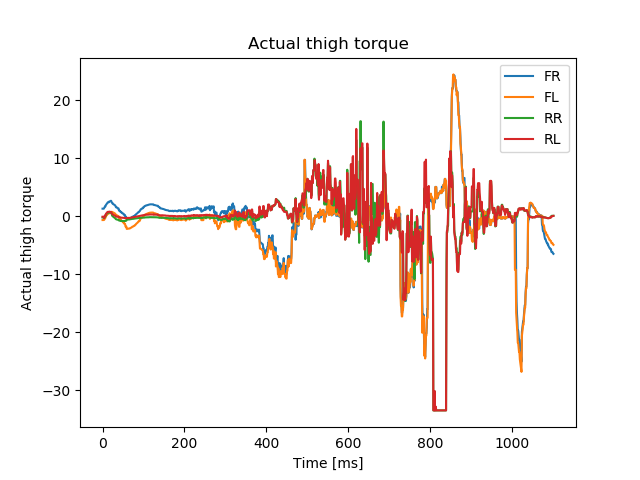 Actual thigh torque
FR
FL
RR
RL
20
10
0
−10
−20
−30
Actual thigh torque
0
200
400
600
800
1000
Time [ms]